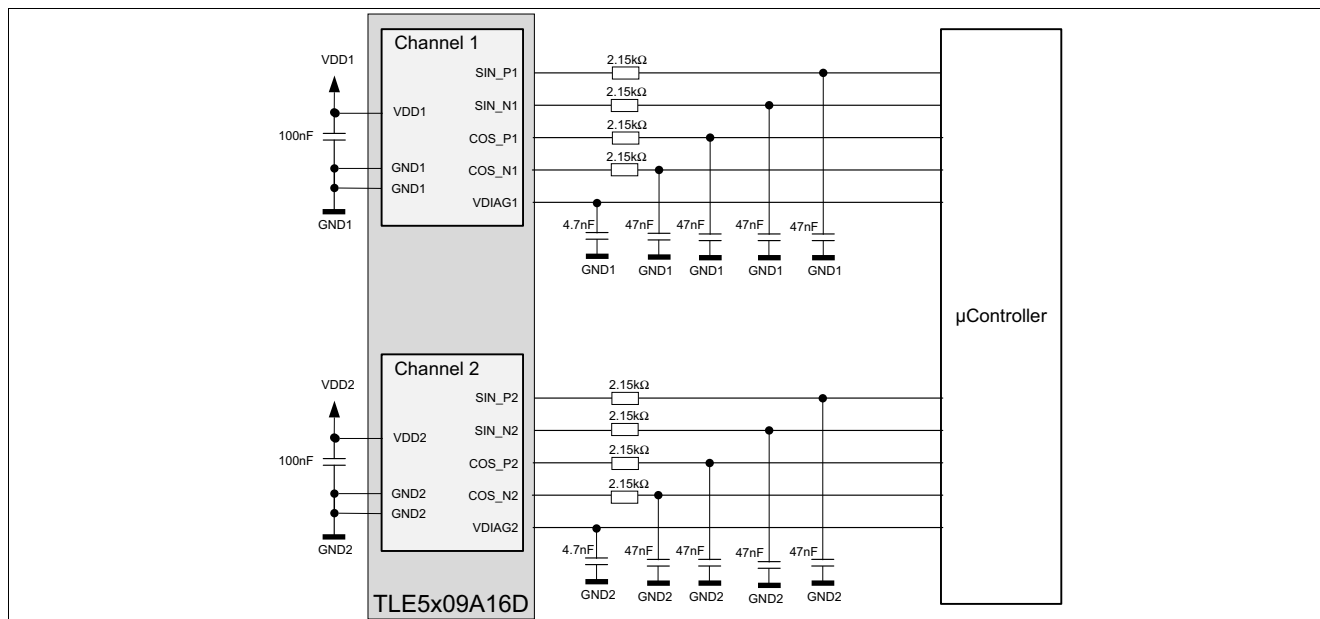 Channel 1
VDD1
2.15kΩ
SIN_P1
2.15kΩ
SIN_N1
VDD1
2.15kΩ
100nF
COS_P1
2.15kΩ
GND1
COS_N1
GND1
VDIAG1
GND1
4.7nF
47nF
47nF
47nF
47nF
GND1
GND1
GND1
GND1
GND1
µController
Channel 2
VDD2
2.15kΩ
SIN_P2
2.15kΩ
SIN_N2
VDD2
2.15kΩ
100nF
COS_P2
2.15kΩ
GND2
COS_N2
GND2
VDIAG2
GND2
4.7nF
47nF
47nF
47nF
47nF
GND2
GND2
GND2
GND2
GND2
TLE5x09A16D